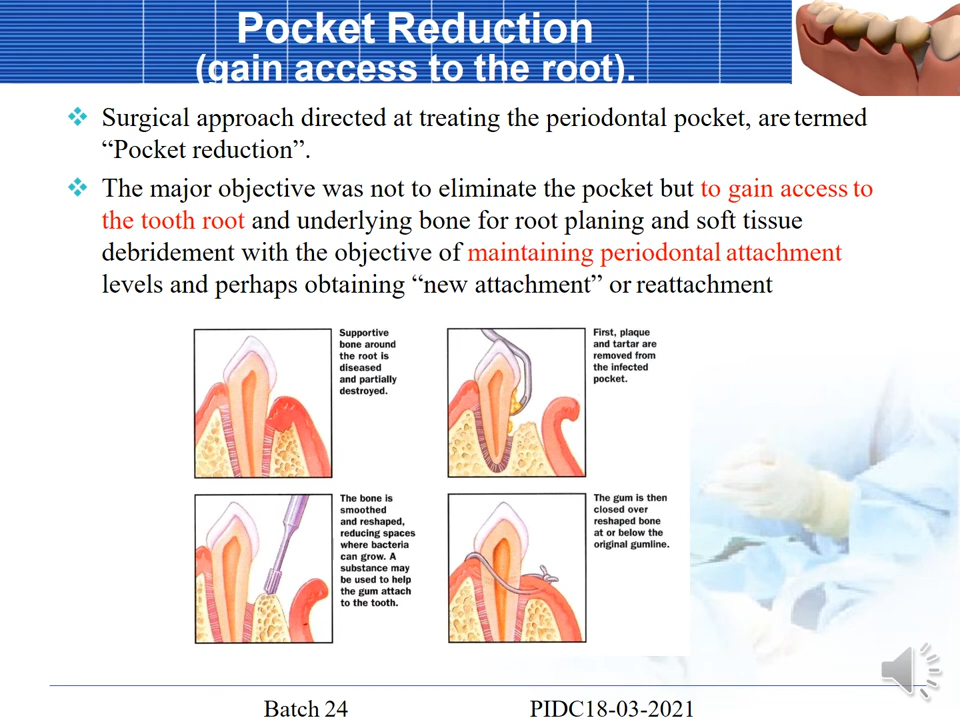 Pocket Reduction
(gain access to the root).
Surgical approach directed at treating the periodontal pocket, are termed
“Pocket reduction”.
The major objective was not to eliminate the pocket but to gain access to
the tooth root and underlying bone for root planing and soft tissue
debridement with the objective of maintaining periodontal attachment
levels and perhaps obtaining “new attachment” or reattachment
Supportive
bone around
the root is
diseased
and partially
destroyed.
First, plaque
and tartar are
removed from
the infected
pocket.
The bone is
smoothed
and reshaped,
reducing spaces
where bacteria
can grow. A
substance may
be used to help
the gum attach
to the tooth.
The gum is then
closed over
reshaped bone
at or below the
original gumline.
Batch 24
PIDC18-03-2021